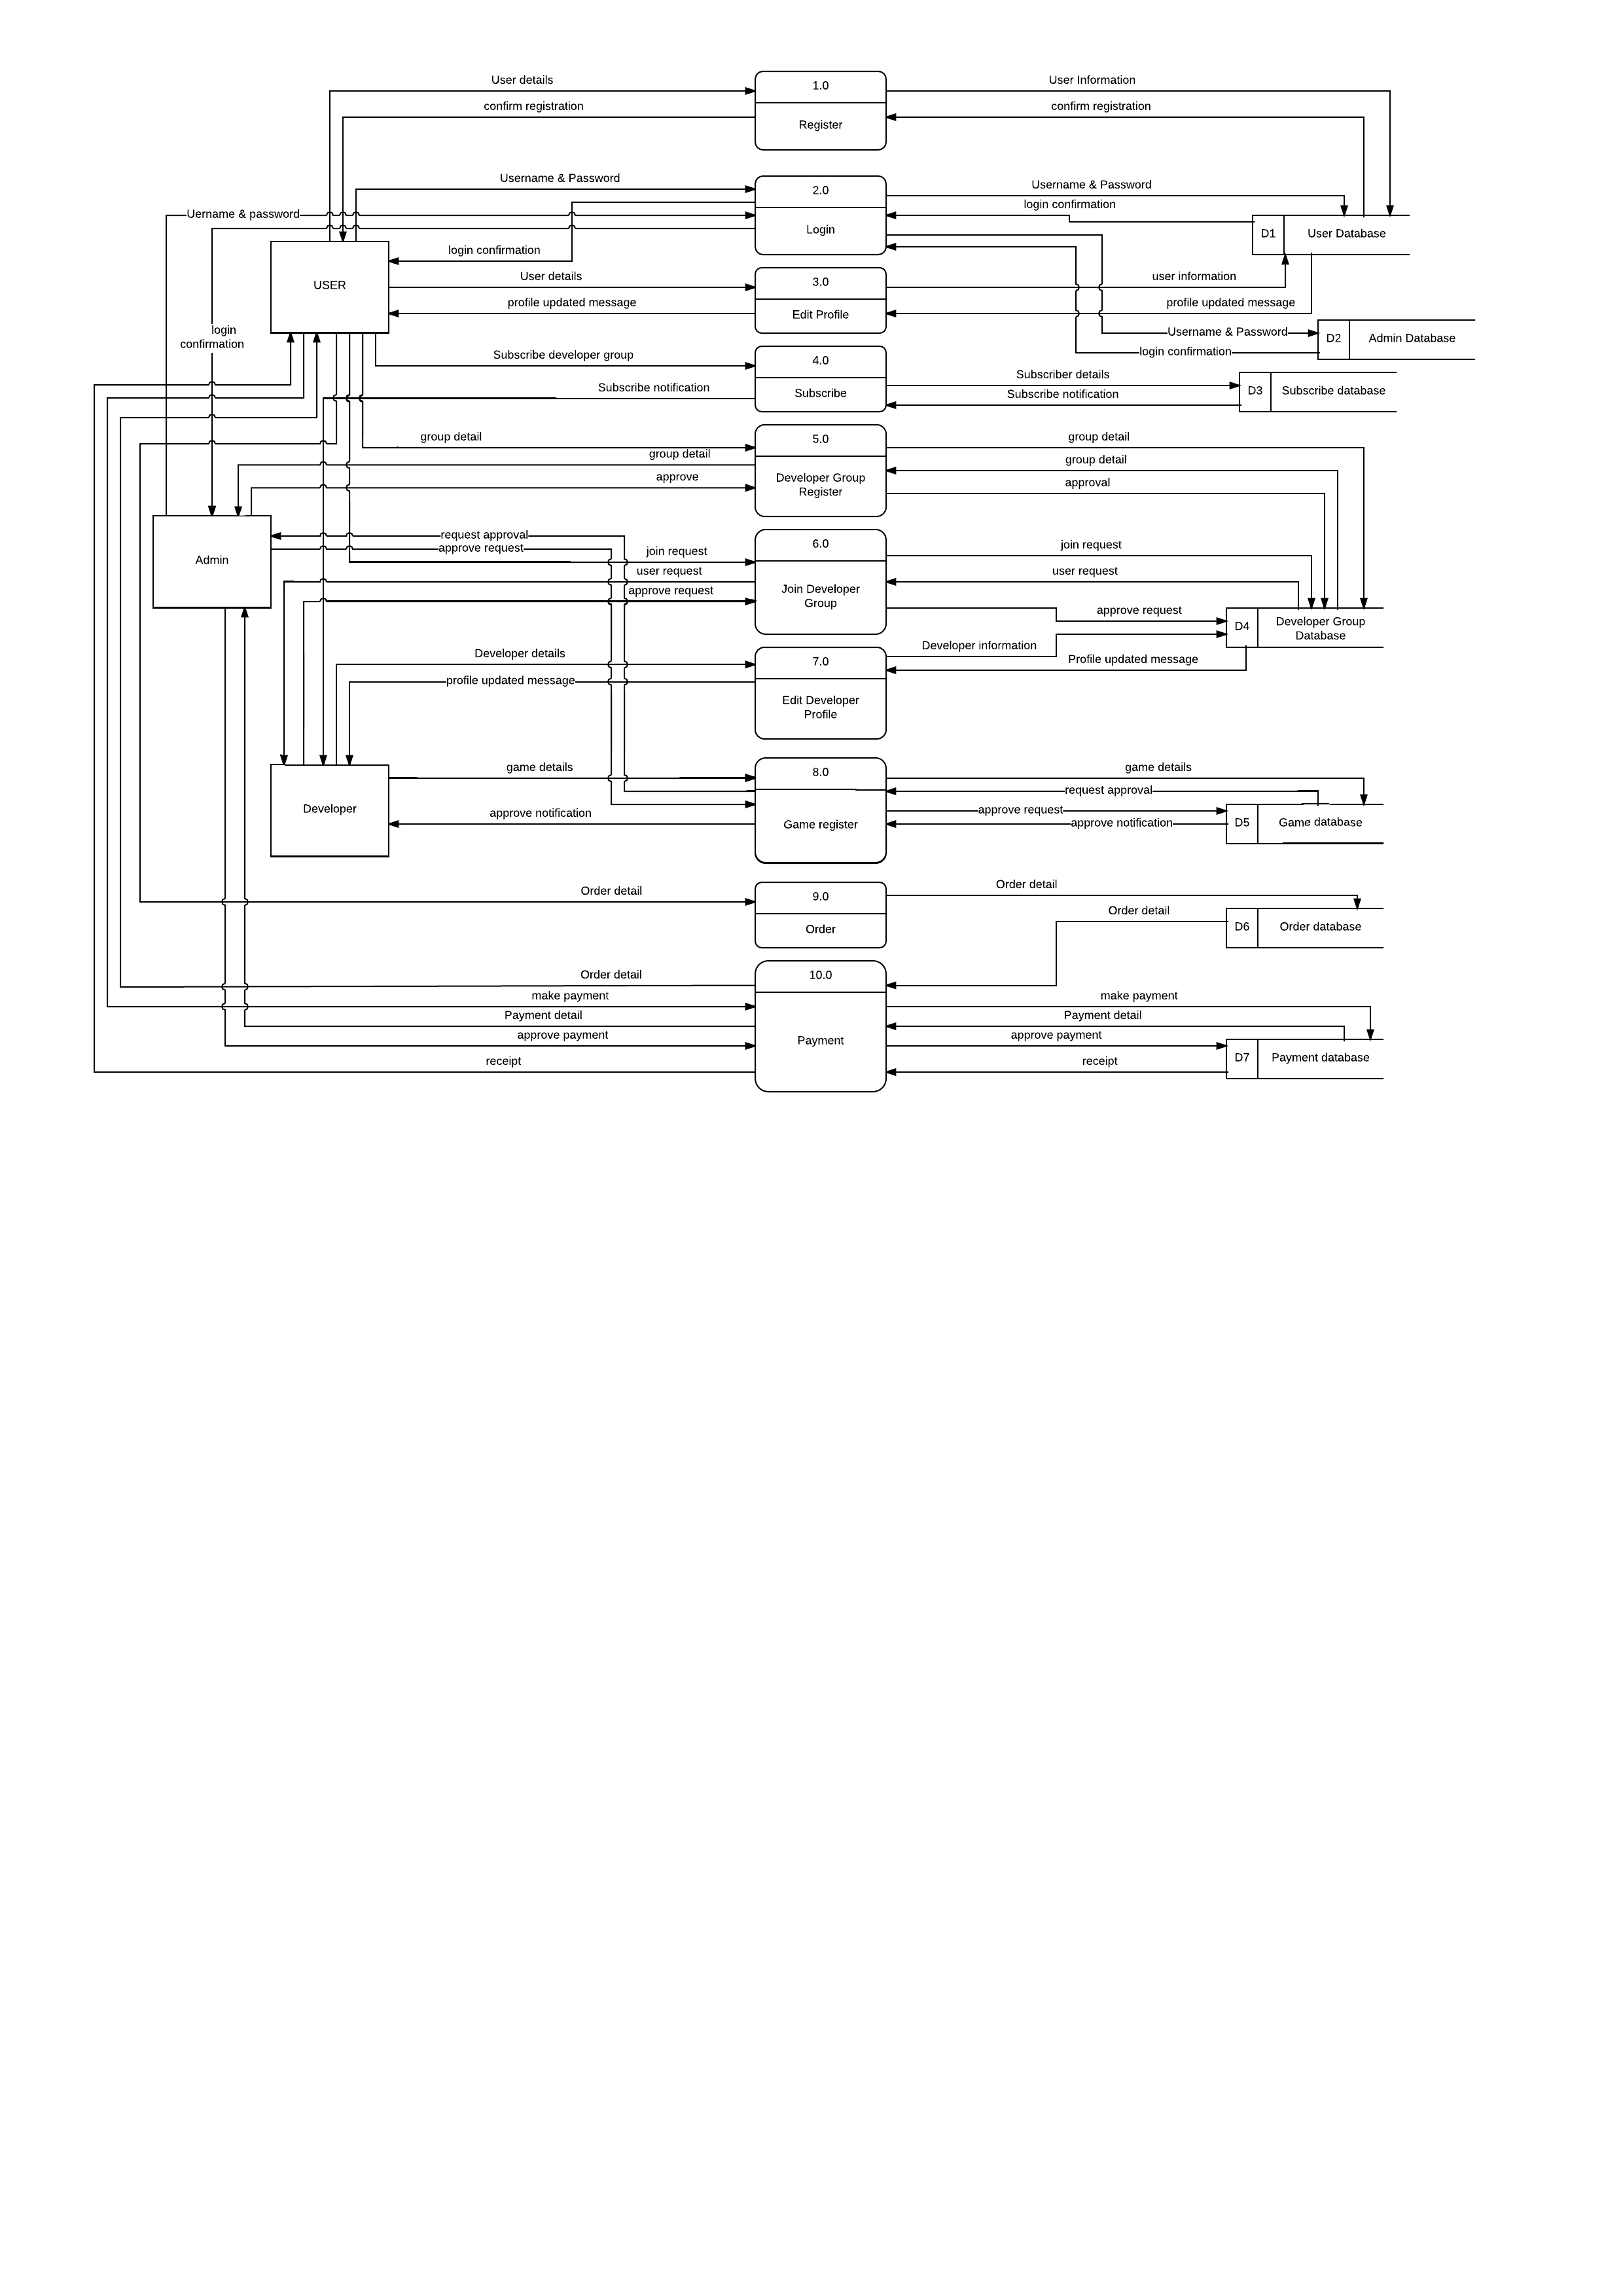 User details
1.0
User Information
confirm registration
confirm registration
Register
Username & Password
2.0
Username & Password
login confirmation
Uername & password
Login
D1
User Database
login confirmation
User details
3.0
user information
USER
profile updated message
Edit Profile
profile updated message
login
confirmation
Username & Password
D2
Admin Database
login confirmation
Subscribe developer group
4.0
Subscriber details
Subscribe notification
Subscribe
Subscribe notification
D3
Subscribe database
group detail
5.0
group detail
group detail
group detail
approve
Developer Group
Register
approval
request approval
approve request
6.0
join request
join request
Admin
user request
user request
approve request
Join Developer
Group
approve request
D4
Developer Group
Database
Developer information
Developer details
7.0
Profile updated message
profile updated message
Edit Developer
Profile
game details
8.0
game details
request approval
Developer
approve request
approve notification
Game register
approve notification
D5
Game database
Order detail
9.0
Order detail
Order detail
Order
D6
Order database
Order detail
10.0
make payment
make payment
Payment detail
Payment detail
approve payment
Payment
approve payment
D7
Payment database
receipt
receipt